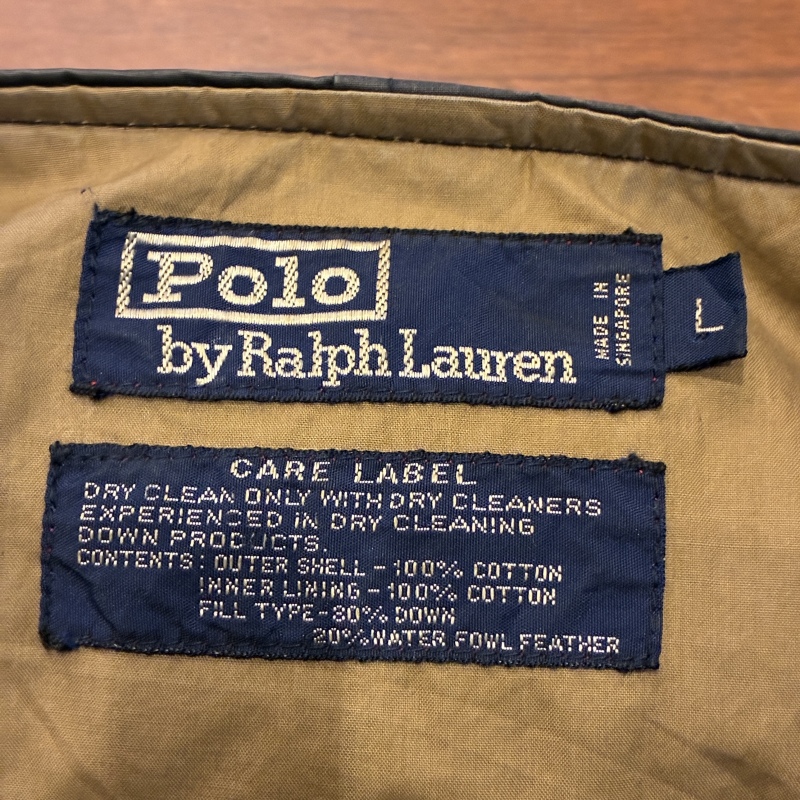 Polo
by Ralph Lauren
MADE IN
SINGAPORE
L
CARE LABEL
DRY CLEAN ONLY WITH DRY CLEANERS
EXPERIENCED IN DRY CLEANING
DOWN PRODUCTS.
CONTENTS: OUTER SHELL - 100% COTTON
INNER LINING - 100% COTTON
FILL TYPE - 80% DOWN
20% WATER FOWL FEATHER